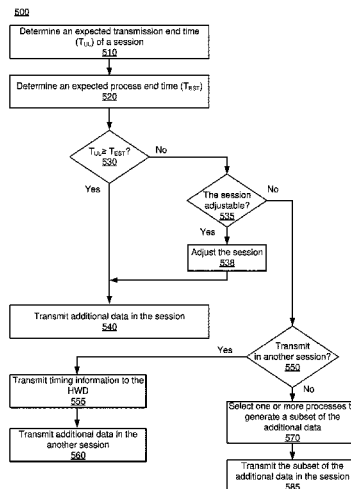 500
Determine an expected transmission end time
(TUL) of a session
510
Determine an expected process end time (TEST)
520
TUL≥ TEST?
530
No
Yes
The session
adjustable?
535
No
Yes
Adjust the session
538
Transmit additional data in the session
540
Transmit
in another session?
550
Yes
No
Transmit timing information to the
HWD
555
Transmit additional data in the
another session
560
Select one or more processes to
generate a subset of the
additional data
570
Transmit the subset of the
additional data in the session
585